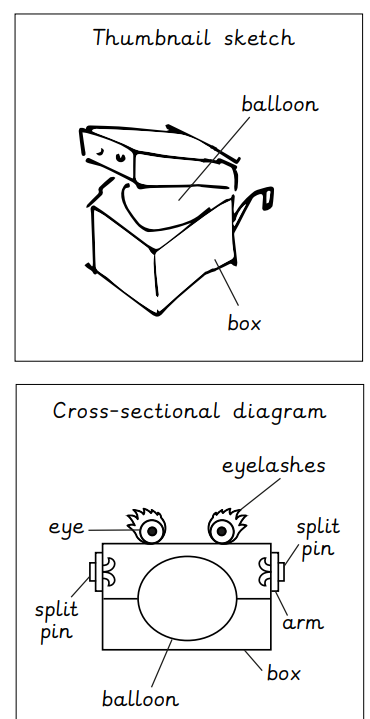 Thumbnail sketch
balloon
box
Cross-sectional diagram
eyelashes
eye
split
pin
split
pin
arm
box
balloon